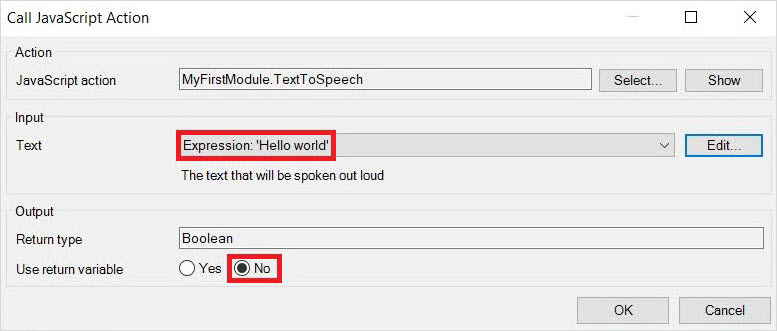 Call JavaScript Action
Action
JavaScript action MyFirstModule.TextToSpeech Select... Show
Input
Text Expression: 'Hello world' Edit...
The text that will be spoken out loud
Output
Return type Boolean
Use return variable Yes No
OK Cancel